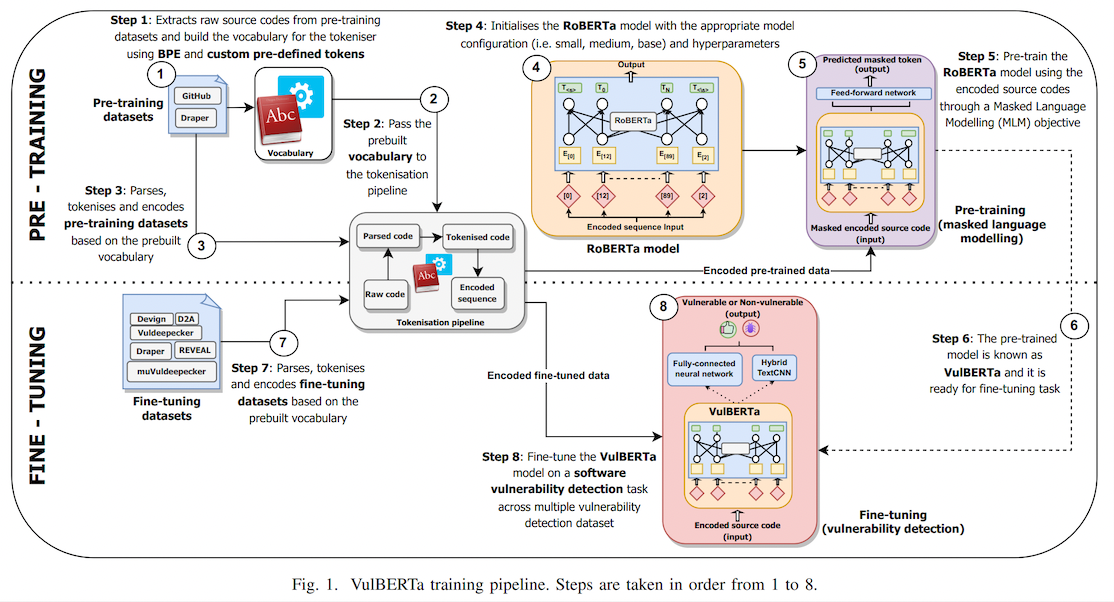 PRE - TRAINING
Step 1: Extracts raw source codes from pre-training
datasets and build the vocabulary for the tokeniser
using BPE and custom pre-defined tokens
1
Pre-training
datasets
GitHub
Draper
Abc
Vocabulary
2
Step 2: Pass the
prebuilt
vocabulary to
the tokenisation
pipeline
Step 3: Parses,
tokenises and encodes
pre-training datasets
based on the prebuilt
vocabulary
3
Parsed code
Tokenised code
Abc
Raw code
Encoded
sequence
Tokenisation pipeline
Step 4: Initialises the RoBERTa model with the appropriate model
configuration (i.e. small, medium, base) and hyperparameters
4
Output
T<s>
T0
TN
T<\s>
RoBERTa
E[0]
E[12]
E[89]
E[2]
[0]
[12]
[89]
[2]
Encoded sequence Input
RoBERTa model
5
Predicted masked token
(output)
Feed-forward network
Masked encoded source code
(input)
Step 5: Pre-train the
RoBERTa model using the
encoded source codes
through a Masked Language
Modelling (MLM) objective
Pre-training
(masked language
modelling)
Encoded pre-trained data
FINE - TUNING
Devign
D2A
Vuldeepecker
Draper
REVEAL
muVuldeepecker
Fine-tuning
datasets
7
Step 7: Parses, tokenises
and encodes fine-tuning
datasets based on the
prebuilt vocabulary
Encoded fine-tuned data
Step 8: Fine-tune the VulBERTa
model on a software
vulnerability detection task
across multiple vulnerability
detection dataset
8
Vulnerable or Non-vulnerable
(output)
Fully-connected
neural network
Hybrid
TextCNN
VulBERTa
Encoded source code
(input)
6
Step 6: The pre-trained
model is known as
VulBERTa and it is
ready for fine-tuning task
Fine-tuning
(vulnerability detection)
Fig. 1. VulBERTa training pipeline. Steps are taken in order from 1 to 8.